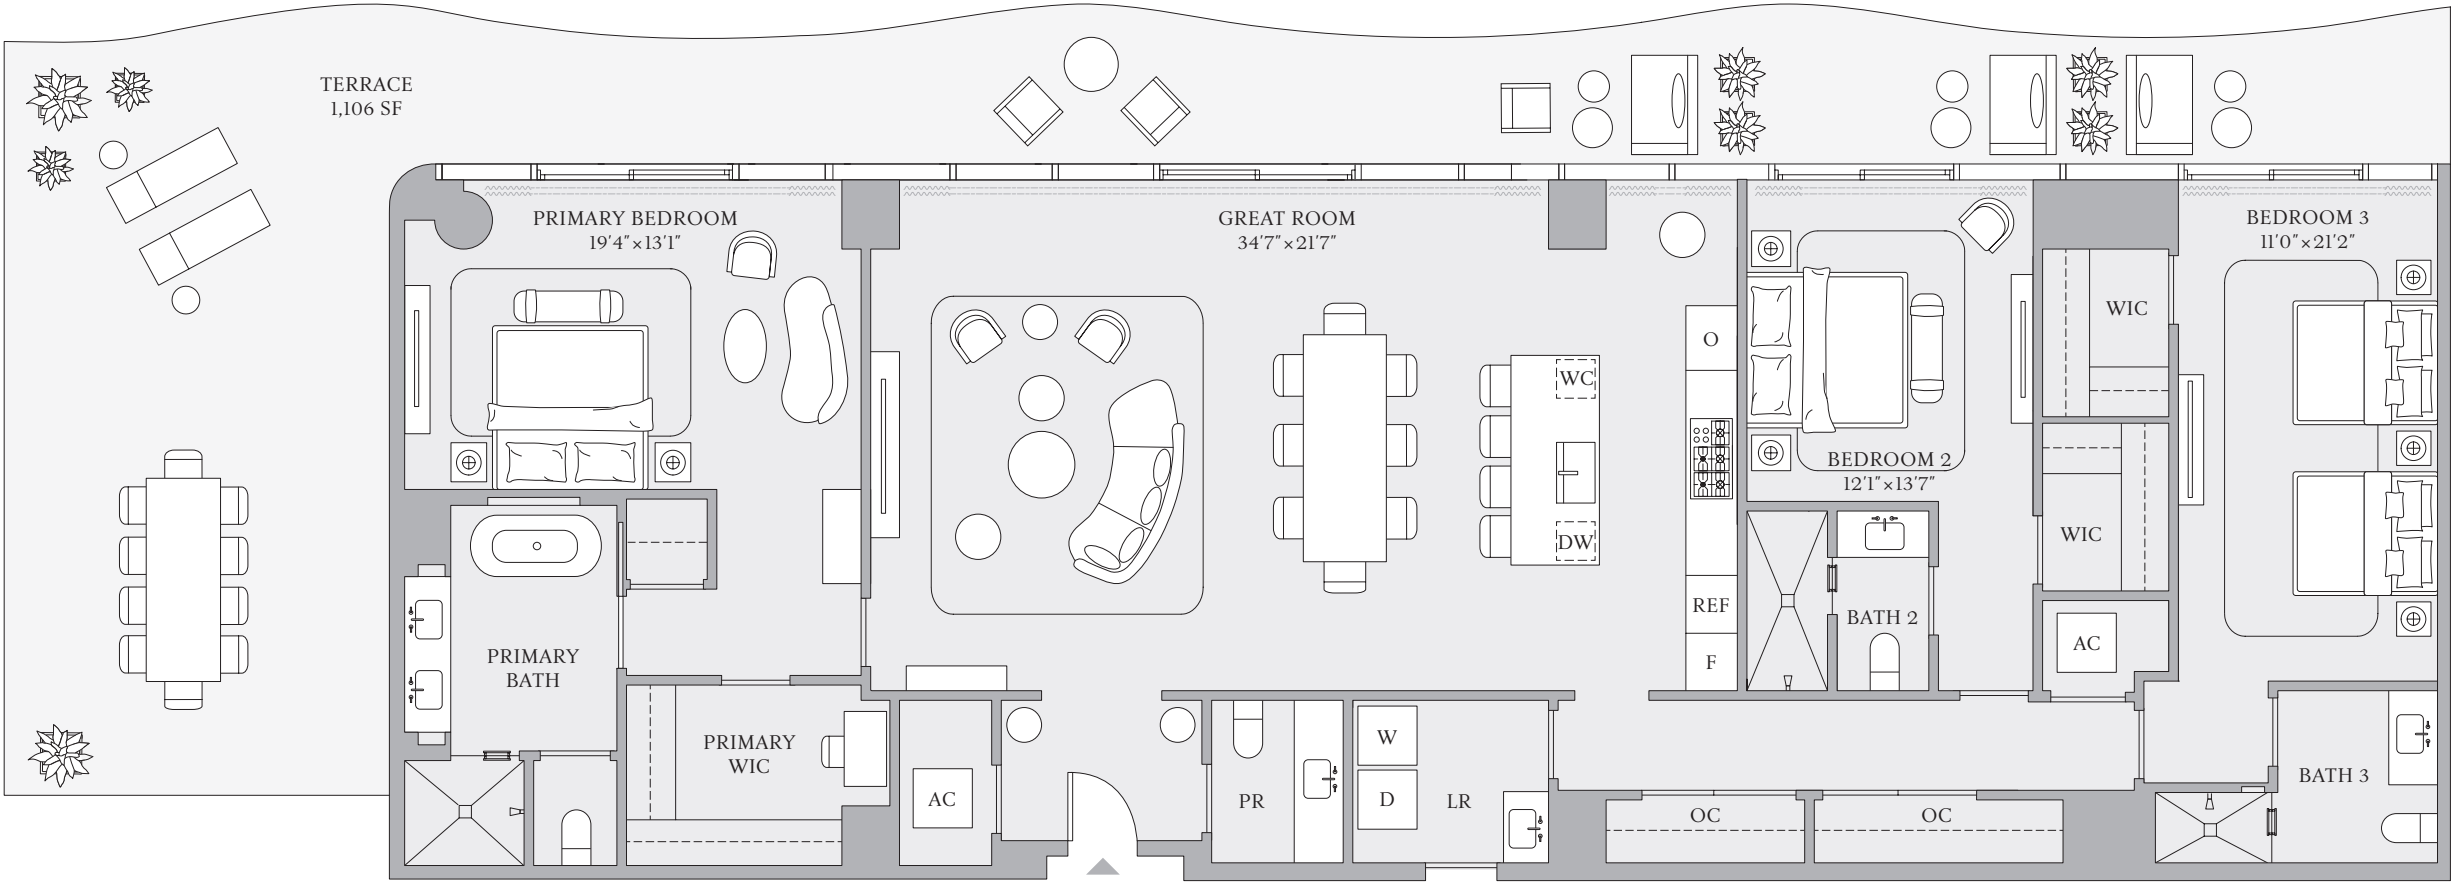 TERRACE
1,106 SF
PRIMARY BEDROOM
19'4"×13'1"
GREAT ROOM
34'7"×21'7"
BEDROOM 3
11'0"×21'2"
WIC
O
WC
BEDROOM 2
12'1"×13'7"
WIC
DW
REF
BATH 2
AC
F
PRIMARY
BATH
PRIMARY
WIC
W
BATH 3
AC
PR
D
LR
OC
OC